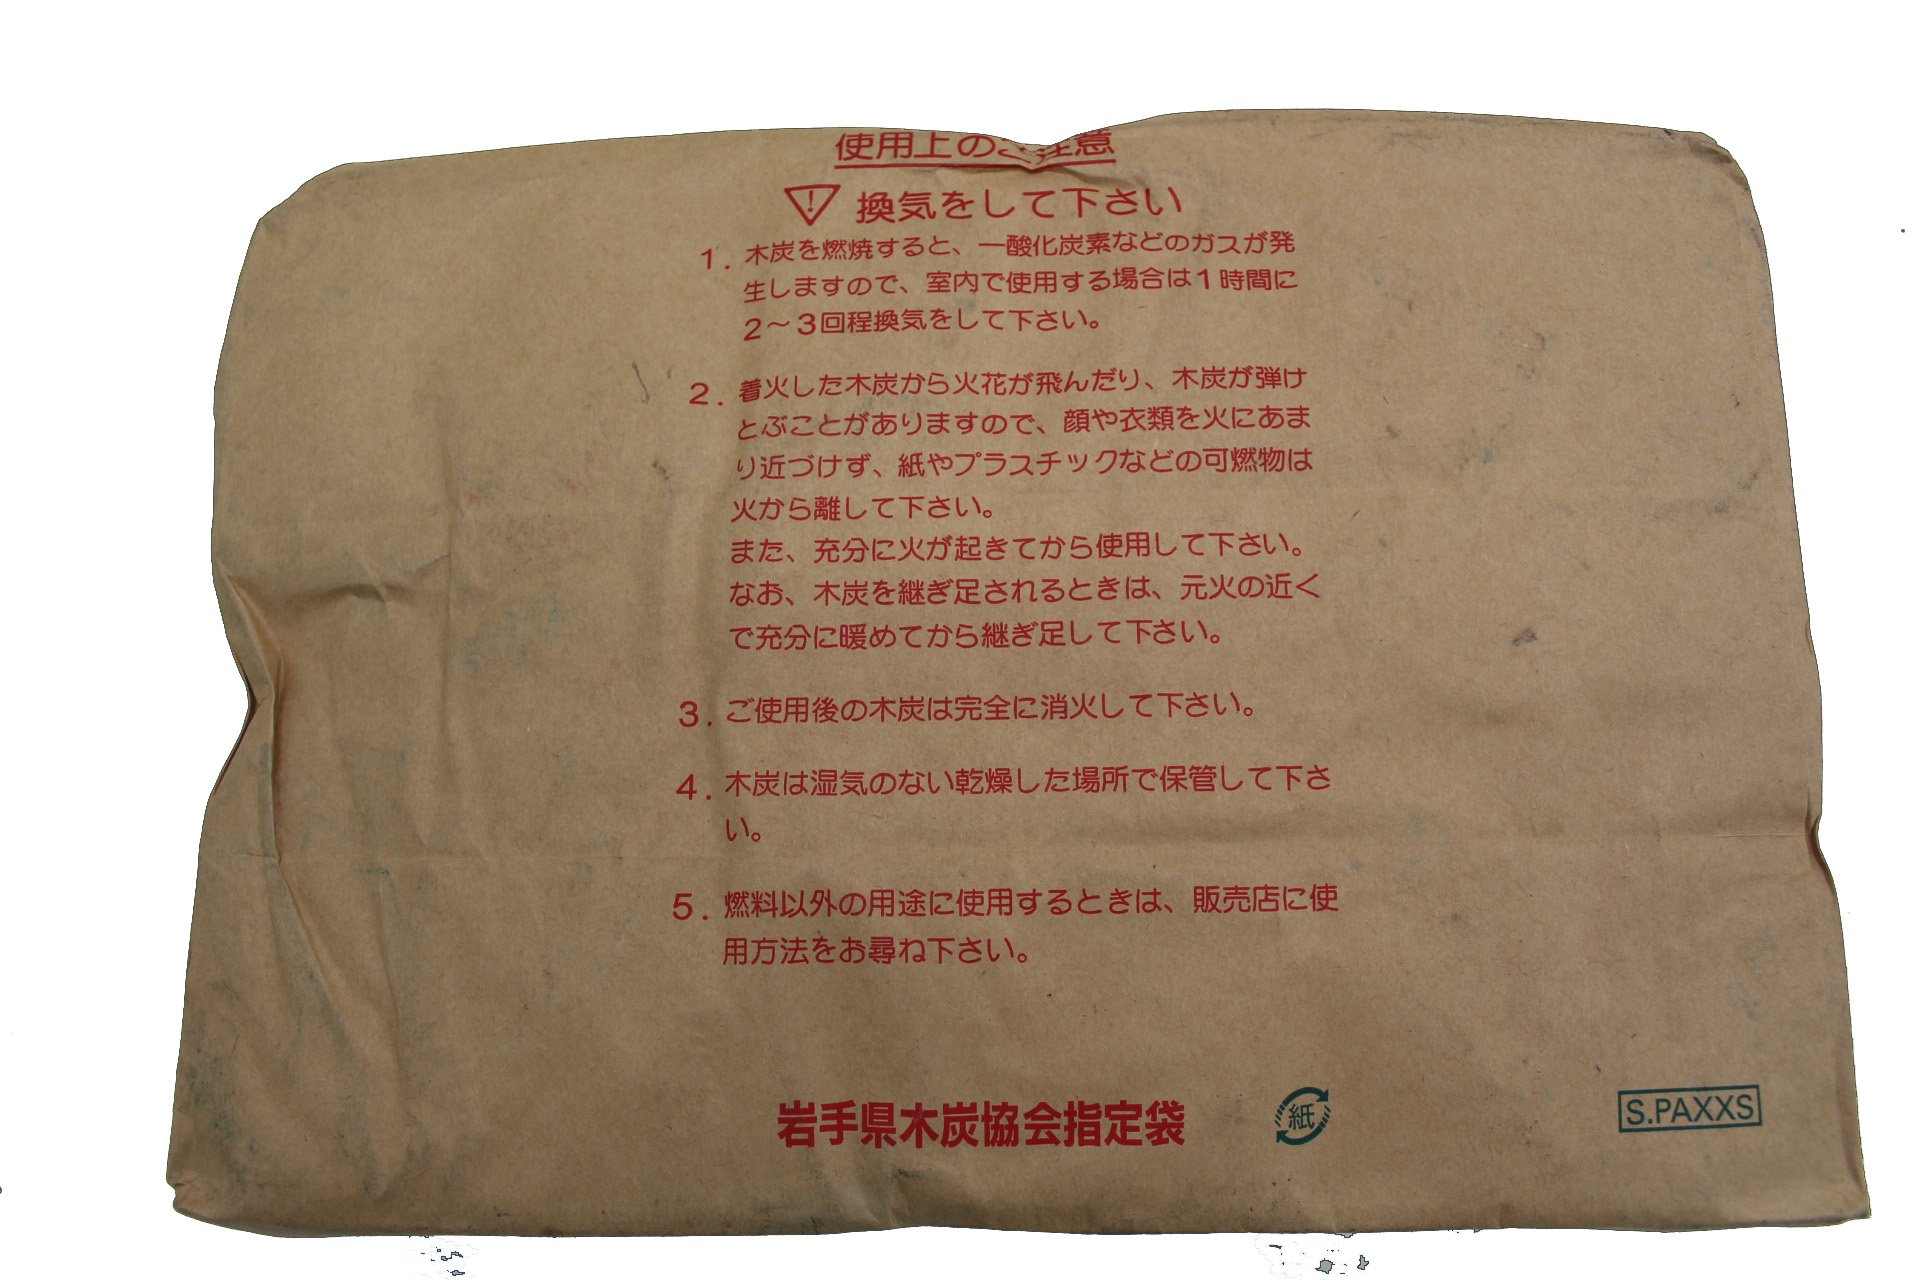 使用上のご注意
! 換気をして下さい
1. 木炭を燃焼すると、一酸化炭素などのガスが発
生しますので、室内で使用する場合は1時間に
2～3回程換気をして下さい。
2. 着火した木炭から火花が飛んだり、木炭が弾け
とぶことがありますので、顔や衣類を火にあま
り近づけず、紙やプラスチックなどの可燃物は
火から離して下さい。
また、充分に火が起きてから使用して下さい。
なお、木炭を継ぎ足されるときは、元火の近く
で充分に暖めてから継ぎ足して下さい。
3. ご使用後の木炭は完全に消火して下さい。
4. 木炭は湿気のない乾燥した場所で保管して下さ
い。
5. 燃料以外の用途に使用するときは、販売店に使
用方法をお尋ね下さい。
岩手県木炭協会指定袋
紙
S.PAXXS